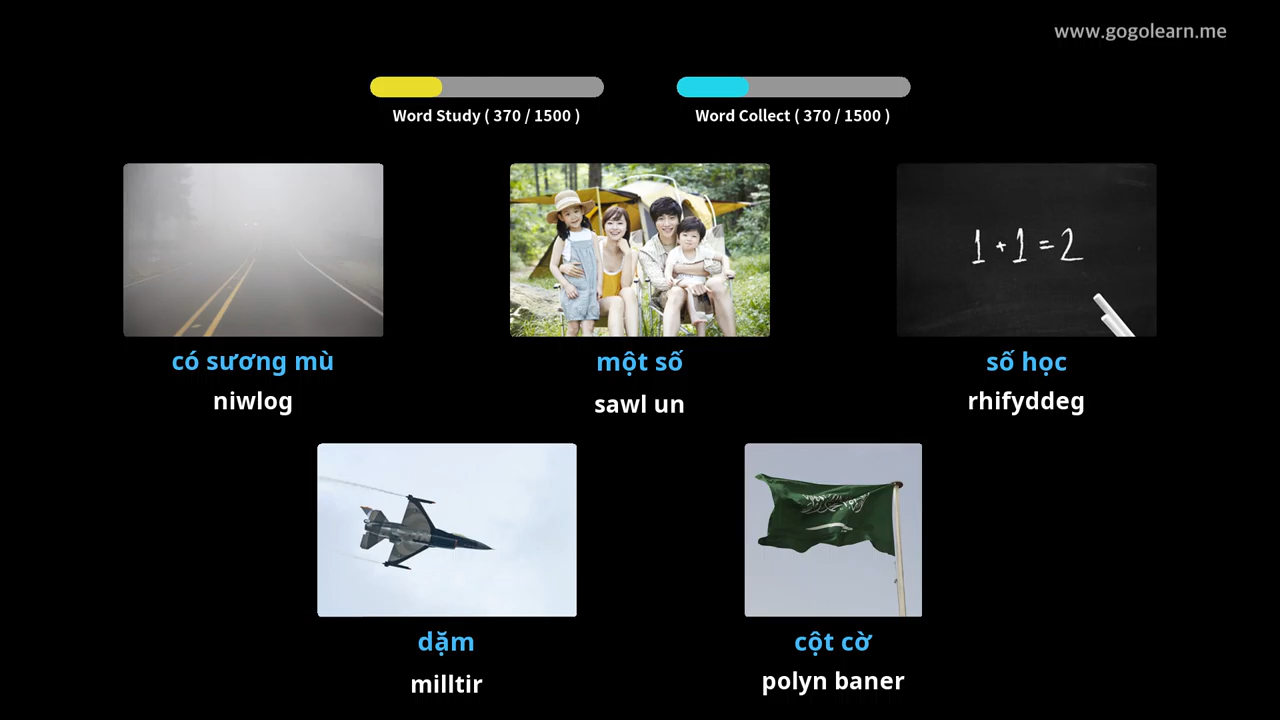 www.gogolearn.me
Word Study ( 370 / 1500 )
Word Collect ( 370 / 1500 )
1 + 1 = 2
có sương mù
một số
số học
niwlog
sawl un
rhifyddeg
dặm
cột cờ
milltir
polyn baner